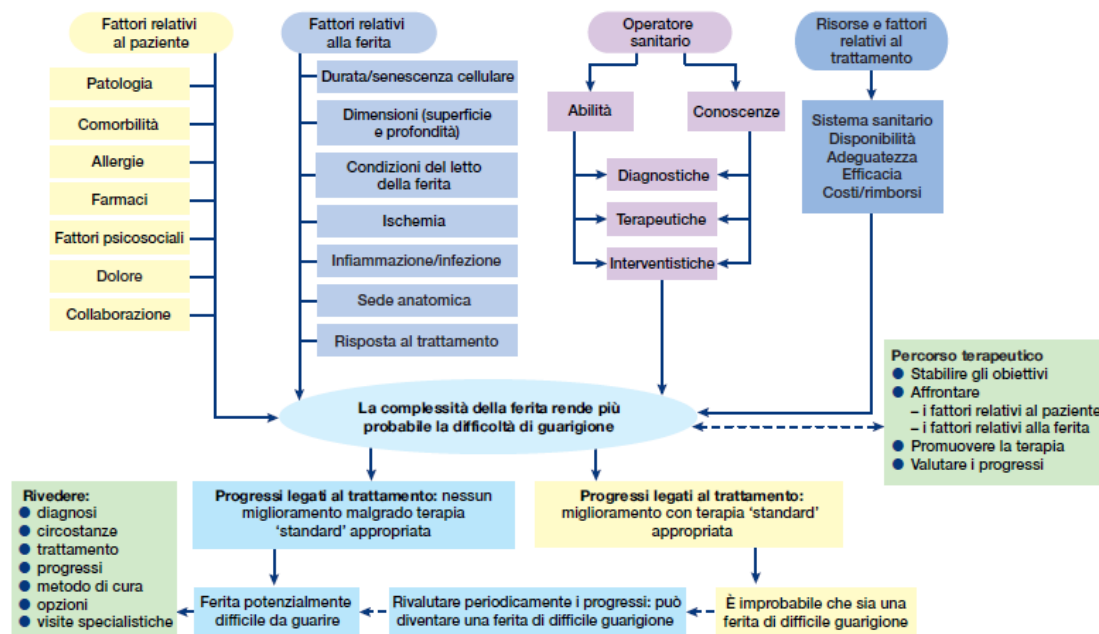 Fattori relativi
al paziente
Patologia
Comorbilità
Allergie
Farmaci
Fattori psicosociali
Dolore
Collaborazione
Fattori relativi
alla ferita
Durata/senescenza cellulare
Dimensioni (superficie
e profondità)
Condizioni del letto
della ferita
Ischemia
Infiammazione/infezione
Sede anatomica
Risposta al trattamento
Operatore
sanitario
Abilità
Conoscenze
Diagnostiche
Terapeutiche
Interventistiche
Risorse e fattori
relativi al
trattamento
Sistema sanitario
Disponibilità
Adeguatezza
Efficacia
Costi/rimborsi
La complessità della ferita rende più
probabile la difficoltà di guarigione
Percorso terapeutico
● Stabilire gli obiettivi
● Affrontare
– i fattori relativi al paziente
– i fattori relativi alla ferita
● Promuovere la terapia
● Valutare i progressi
Progressi legati al trattamento: nessun
miglioramento malgrado terapia
‘standard’ appropriata
Progressi legati al trattamento:
miglioramento con terapia ‘standard’
appropriata
Rivedere:
● diagnosi
● circostanze
● trattamento
● progressi
● metodo di cura
● opzioni
● visite specialistiche
Ferita potenzialmente
difficile da guarire
Rivalutare periodicamente i progressi: può
diventare una ferita di difficile guarigione
È improbabile che sia una
ferita di difficile guarigione